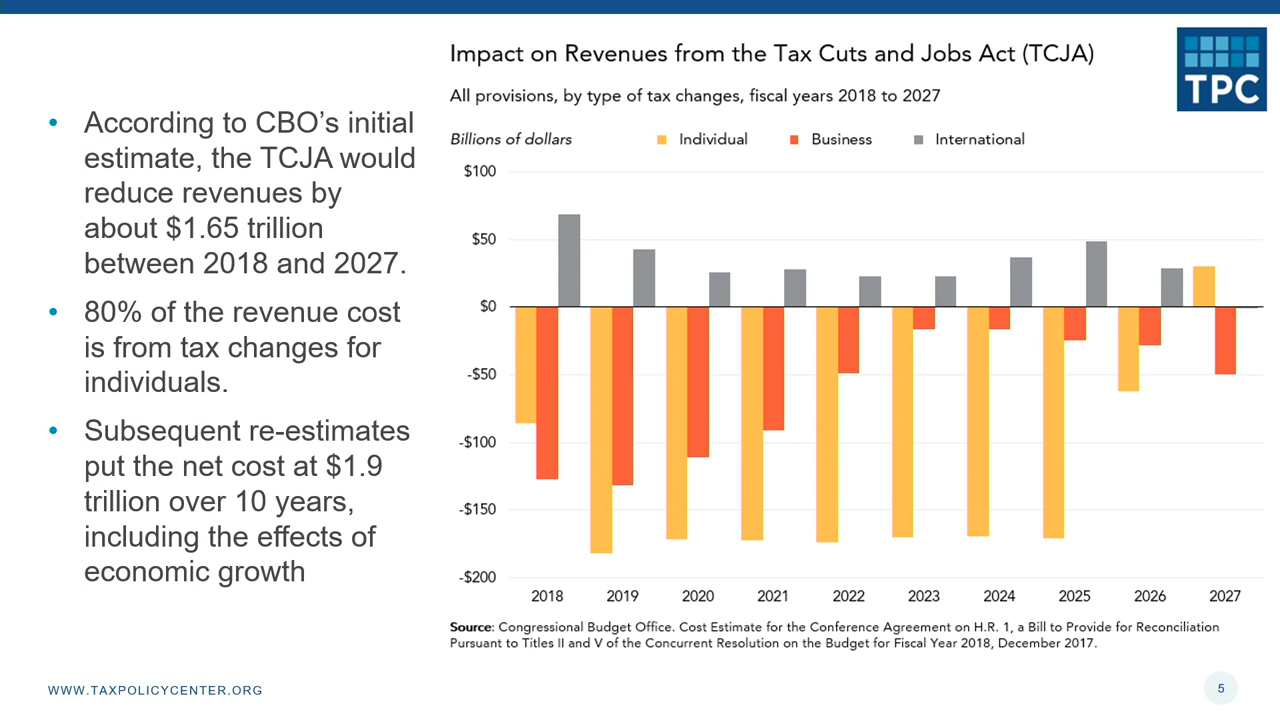 Impact on Revenues from the Tax Cuts and Jobs Act (TCJA)
TPC
All provisions, by type of tax changes, fiscal years 2018 to 2027
Billions of dollars
Individual
Business
International
• According to CBO’s initial
estimate, the TCJA would
reduce revenues by
about $1.65 trillion
between 2018 and 2027.
• 80% of the revenue cost
is from tax changes for
individuals.
• Subsequent re-estimates
put the net cost at $1.9
trillion over 10 years,
including the effects of
economic growth
$100
$50
$0
-$50
-$100
-$150
-$200
2018 2019 2020 2021 2022 2023 2024 2025 2026 2027
Source: Congressional Budget Office. Cost Estimate for the Conference Agreement on H.R. 1, a Bill to Provide for Reconciliation
Pursuant to Titles II and V of the Concurrent Resolution on the Budget for Fiscal Year 2018, December 2017.
WWW.TAXPOLICYCENTER.ORG
5